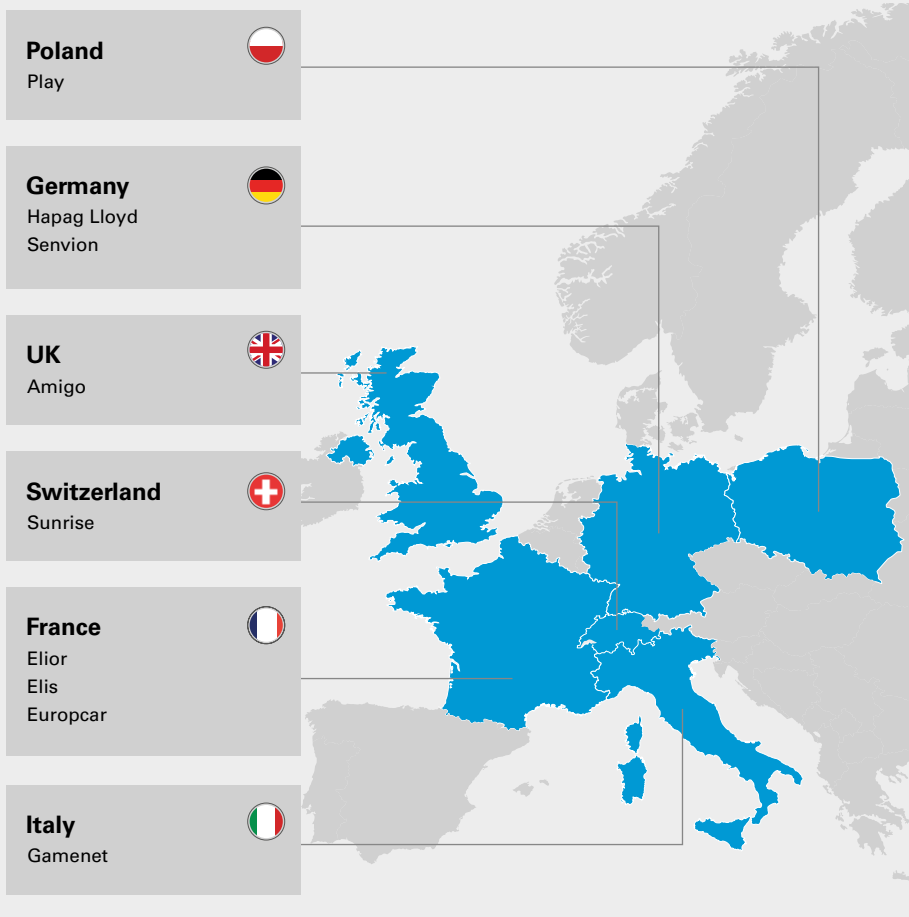 Poland
Play
Germany
Hapag Lloyd
Senvion
UK
Amigo
Switzerland
Sunrise
France
Elior
Elis
Europcar
Italy
Gamenet